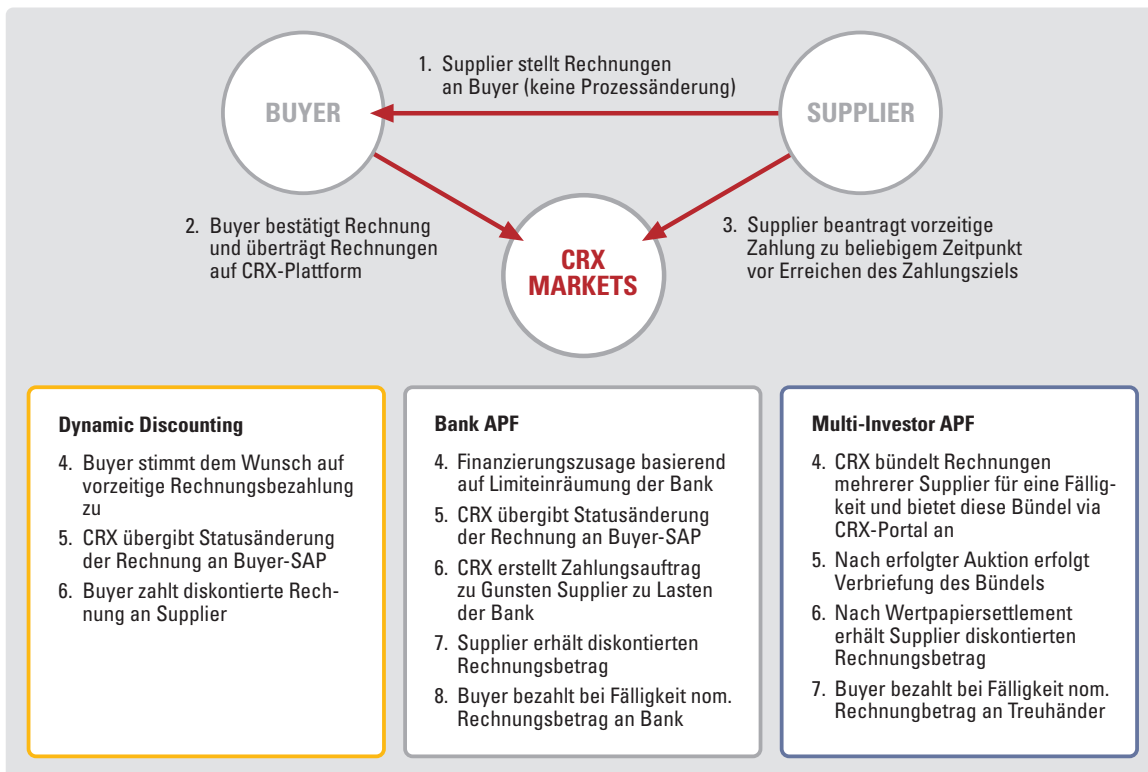 1. Supplier stellt Rechnungen
an Buyer (keine Prozessänderung)
BUYER
SUPPLIER
2. Buyer bestätigt Rechnung
und überträgt Rechnungen
auf CRX-Plattform
CRX
MARKETS
3. Supplier beantragt vorzeitige
Zahlung zu beliebigem Zeitpunkt
vor Erreichen des Zahlungsziels
Dynamic Discounting
4. Buyer stimmt dem Wunsch auf
vorzeitige Rechnungsbezahlung
zu
5. CRX übergibt Statusänderung
der Rechnung an Buyer-SAP
6. Buyer zahlt diskontierte Rech-
nung an Supplier
Bank APF
4. Finanzierungszusage basierend
auf Limiteinräumung der Bank
5. CRX übergibt Statusänderung
der Rechnung an Buyer-SAP
6. CRX erstellt Zahlungsauftrag
zu Gunsten Supplier zu Lasten
der Bank
7. Supplier erhält diskontierten
Rechnungsbetrag
8. Buyer bezahlt bei Fälligkeit nom.
Rechnungsbetrag an Bank
Multi-Investor APF
4. CRX bündelt Rechnungen
mehrerer Supplier für eine Fällig-
keit und bietet diese Bündel via
CRX-Portal an
5. Nach erfolgter Auktion erfolgt
Verbriefung des Bündels
6. Nach Wertpapiersettlement
erhält Supplier diskontierten
Rechnungsbetrag
7. Buyer bezahlt bei Fälligkeit nom.
Rechnungbetrag an Treuhänder